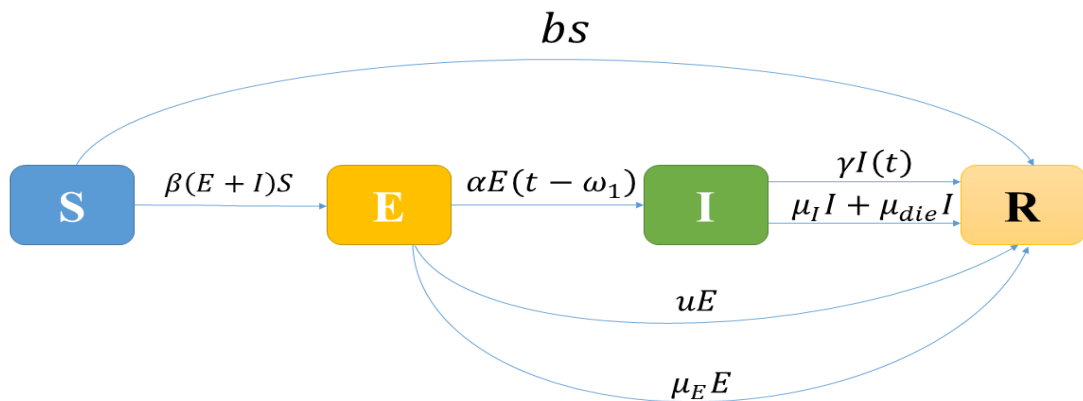 bs
S
β(E + I)S
E
αE(t − ω₁)
I
γI(t)
μ_I I + μ_die I
R
uE
μ_E E